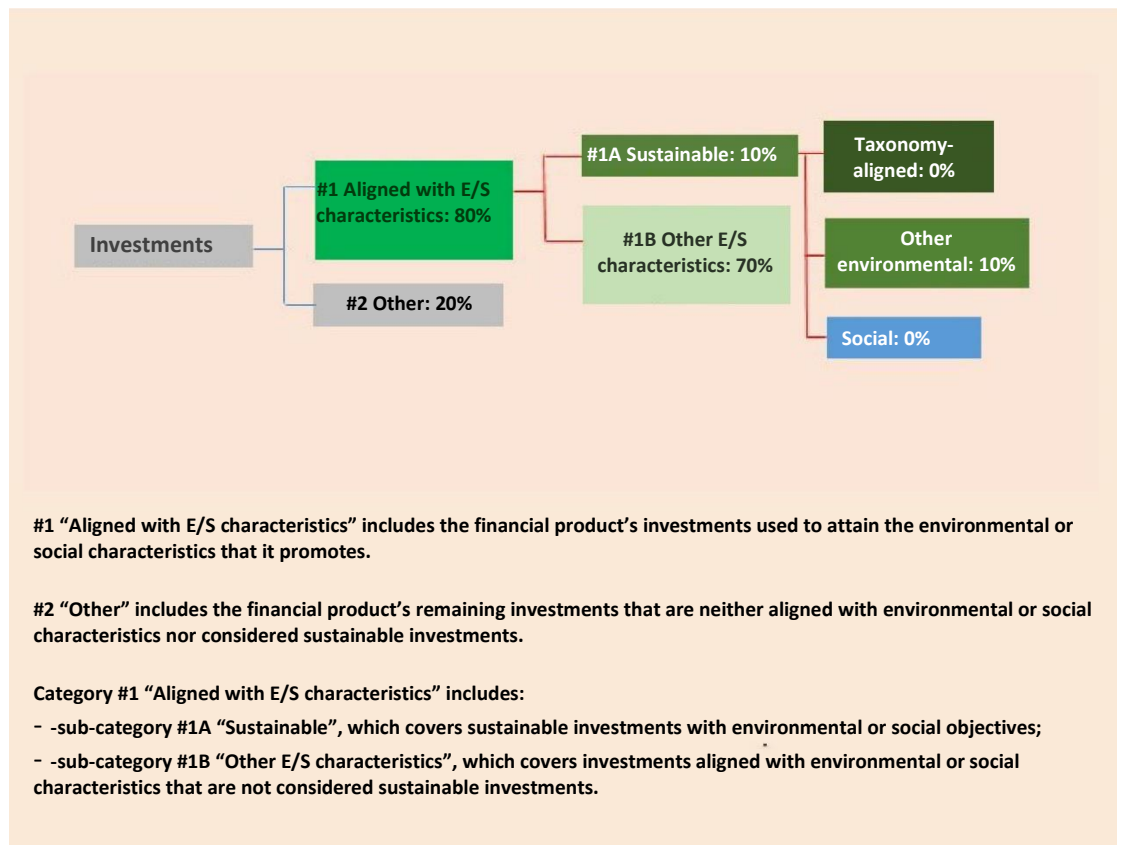 Investments
#1 Aligned with E/S
characteristics: 80%
#2 Other: 20%
#1A Sustainable: 10%
#1B Other E/S
characteristics: 70%
Taxonomy-
aligned: 0%
Other
environmental: 10%
Social: 0%
#1 “Aligned with E/S characteristics” includes the financial product’s investments used to attain the environmental or
social characteristics that it promotes.
#2 “Other” includes the financial product’s remaining investments that are neither aligned with environmental or social
characteristics nor considered sustainable investments.
Category #1 “Aligned with E/S characteristics” includes:
- -sub-category #1A “Sustainable”, which covers sustainable investments with environmental or social objectives;
- -sub-category #1B “Other E/S characteristics”, which covers investments aligned with environmental or social
characteristics that are not considered sustainable investments.